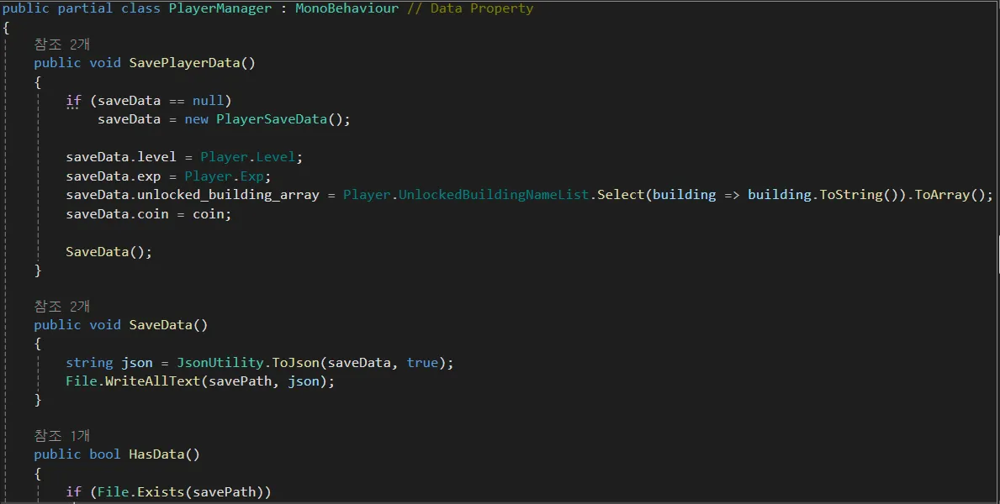 public partial class PlayerManager : MonoBehaviour // Data Property
{
참조 2개
public void SavePlayerData()
{
if (saveData == null)
saveData = new PlayerSaveData();
saveData.level = Player.Level;
saveData.exp = Player.Exp;
saveData.unlocked_building_array = Player.UnlockedBuildingNameList.Select(building => building.ToString()).ToArray();
saveData.coin = coin;
SaveData();
}
참조 2개
public void SaveData()
{
string json = JsonUtility.ToJson(saveData, true);
File.WriteAllText(savePath, json);
}
참조 1개
public bool HasData()
{
if (File.Exists(savePath))